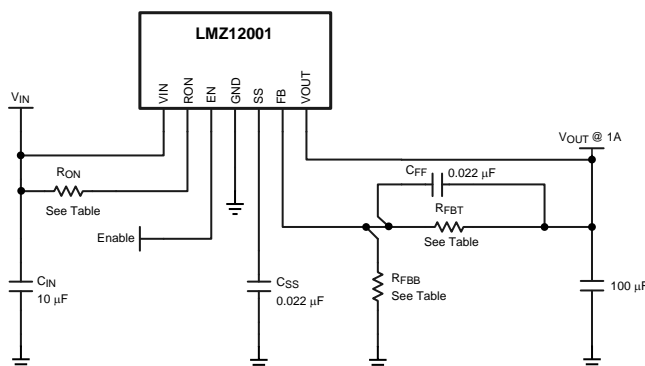 LMZ12001
VIN
RON
EN
GND
SS
FB
VOUT
VIN
VOUT @ 1A
RON
See Table
CFF
0.022 μF
RFBT
See Table
Enable
CIN
10 μF
CSS
0.022 μF
RFBB
See Table
100 μF